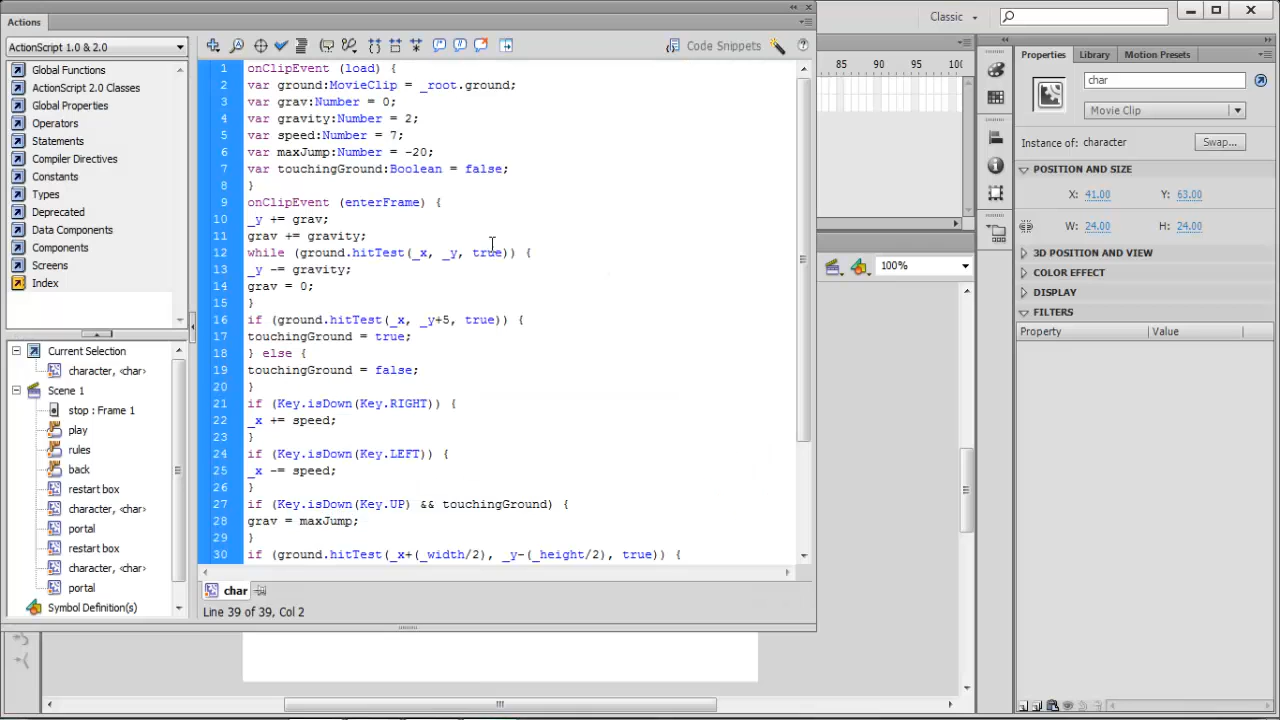 Actions
Classic
ActionScript 1.0 & 2.0
Code Snippets
Global Functions
ActionScript 2.0 Classes
Global Properties
Operators
Statements
Compiler Directives
Constants
Types
Deprecated
Data Components
Components
Screens
Index
Current Selection
character, <char>
Scene 1
stop : Frame 1
play
rules
back
restart box
character, <char>
portal
restart box
character, <char>
portal
Symbol Definition(s)
1 onClipEvent (load) {
2 var ground:MovieClip = _root.ground;
3 var grav:Number = 0;
4 var gravity:Number = 2;
5 var speed:Number = 7;
6 var maxJump:Number = -20;
7 var touchingGround:Boolean = false;
8 }
9 onClipEvent (enterFrame) {
10 _y += grav;
11 grav += gravity;
12 while (ground.hitTest(_x, _y, true)) {
13 _y -= gravity;
14 grav = 0;
15 }
16 if (ground.hitTest(_x, _y+5, true)) {
17 touchingGround = true;
18 } else {
19 touchingGround = false;
20 }
21 if (Key.isDown(Key.RIGHT)) {
22 _x += speed;
23 }
24 if (Key.isDown(Key.LEFT)) {
25 _x -= speed;
26 }
27 if (Key.isDown(Key.UP) && touchingGround) {
28 grav = maxJump;
29 }
30 if (ground.hitTest(_x+(_width/2), _y-(_height/2), true)) {
char
Line 39 of 39, Col 2
85 90 95 100
100%
Properties Library Motion Presets
char
Movie Clip
Instance of: character Swap...
POSITION AND SIZE
X: 41.00 Y: 63.00
W: 24.00 H: 24.00
3D POSITION AND VIEW
COLOR EFFECT
DISPLAY
FILTERS
Property Value